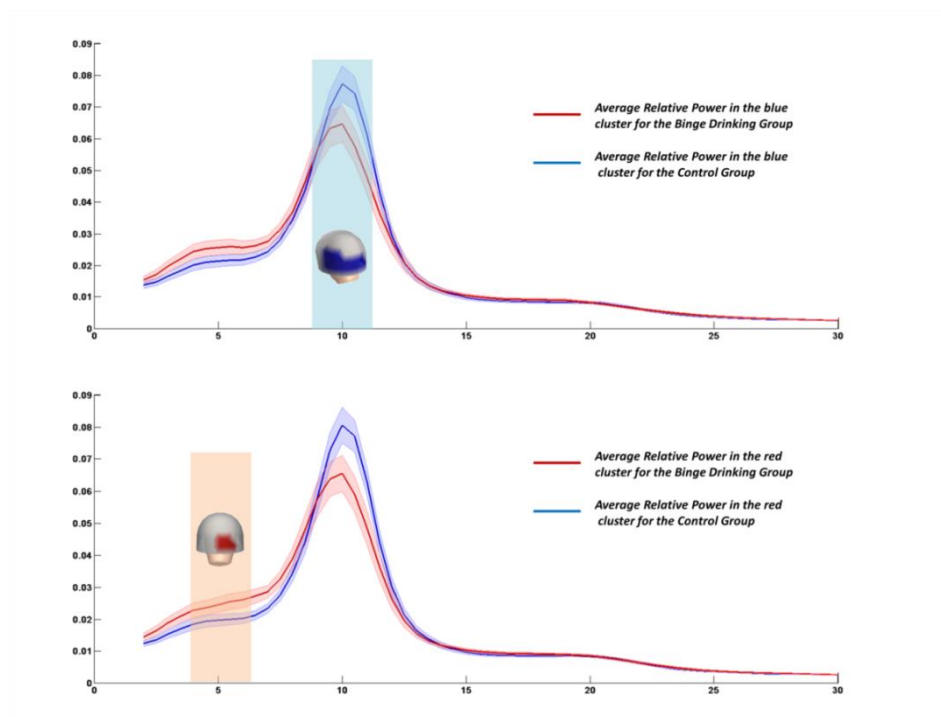 0.09
0.08
0.07
0.06
0.05
0.04
0.03
0.02
0.01
0
0 5 10 15 20 25 30
Average Relative Power in the blue
cluster for the Binge Drinking Group
Average Relative Power in the blue
cluster for the Control Group
0.09
0.08
0.07
0.06
0.05
0.04
0.03
0.02
0.01
0
0 5 10 15 20 25 30
Average Relative Power in the red
cluster for the Binge Drinking Group
Average Relative Power in the red
cluster for the Control Group